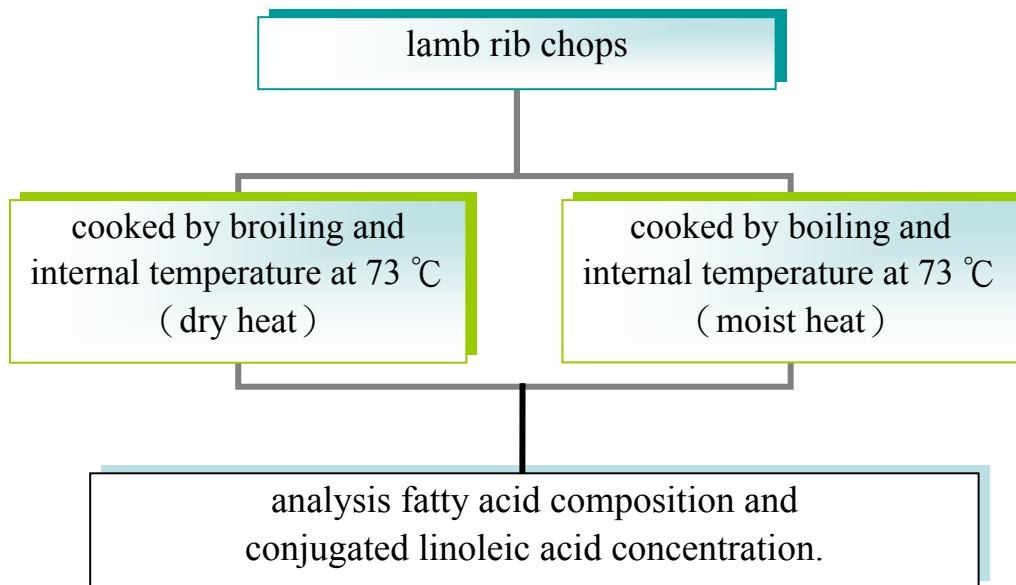 lamb rib chops
cooked by broiling and
internal temperature at 73 ℃
（dry heat）
cooked by boiling and
internal temperature at 73 ℃
（moist heat）
analysis fatty acid composition and
conjugated linoleic acid concentration.